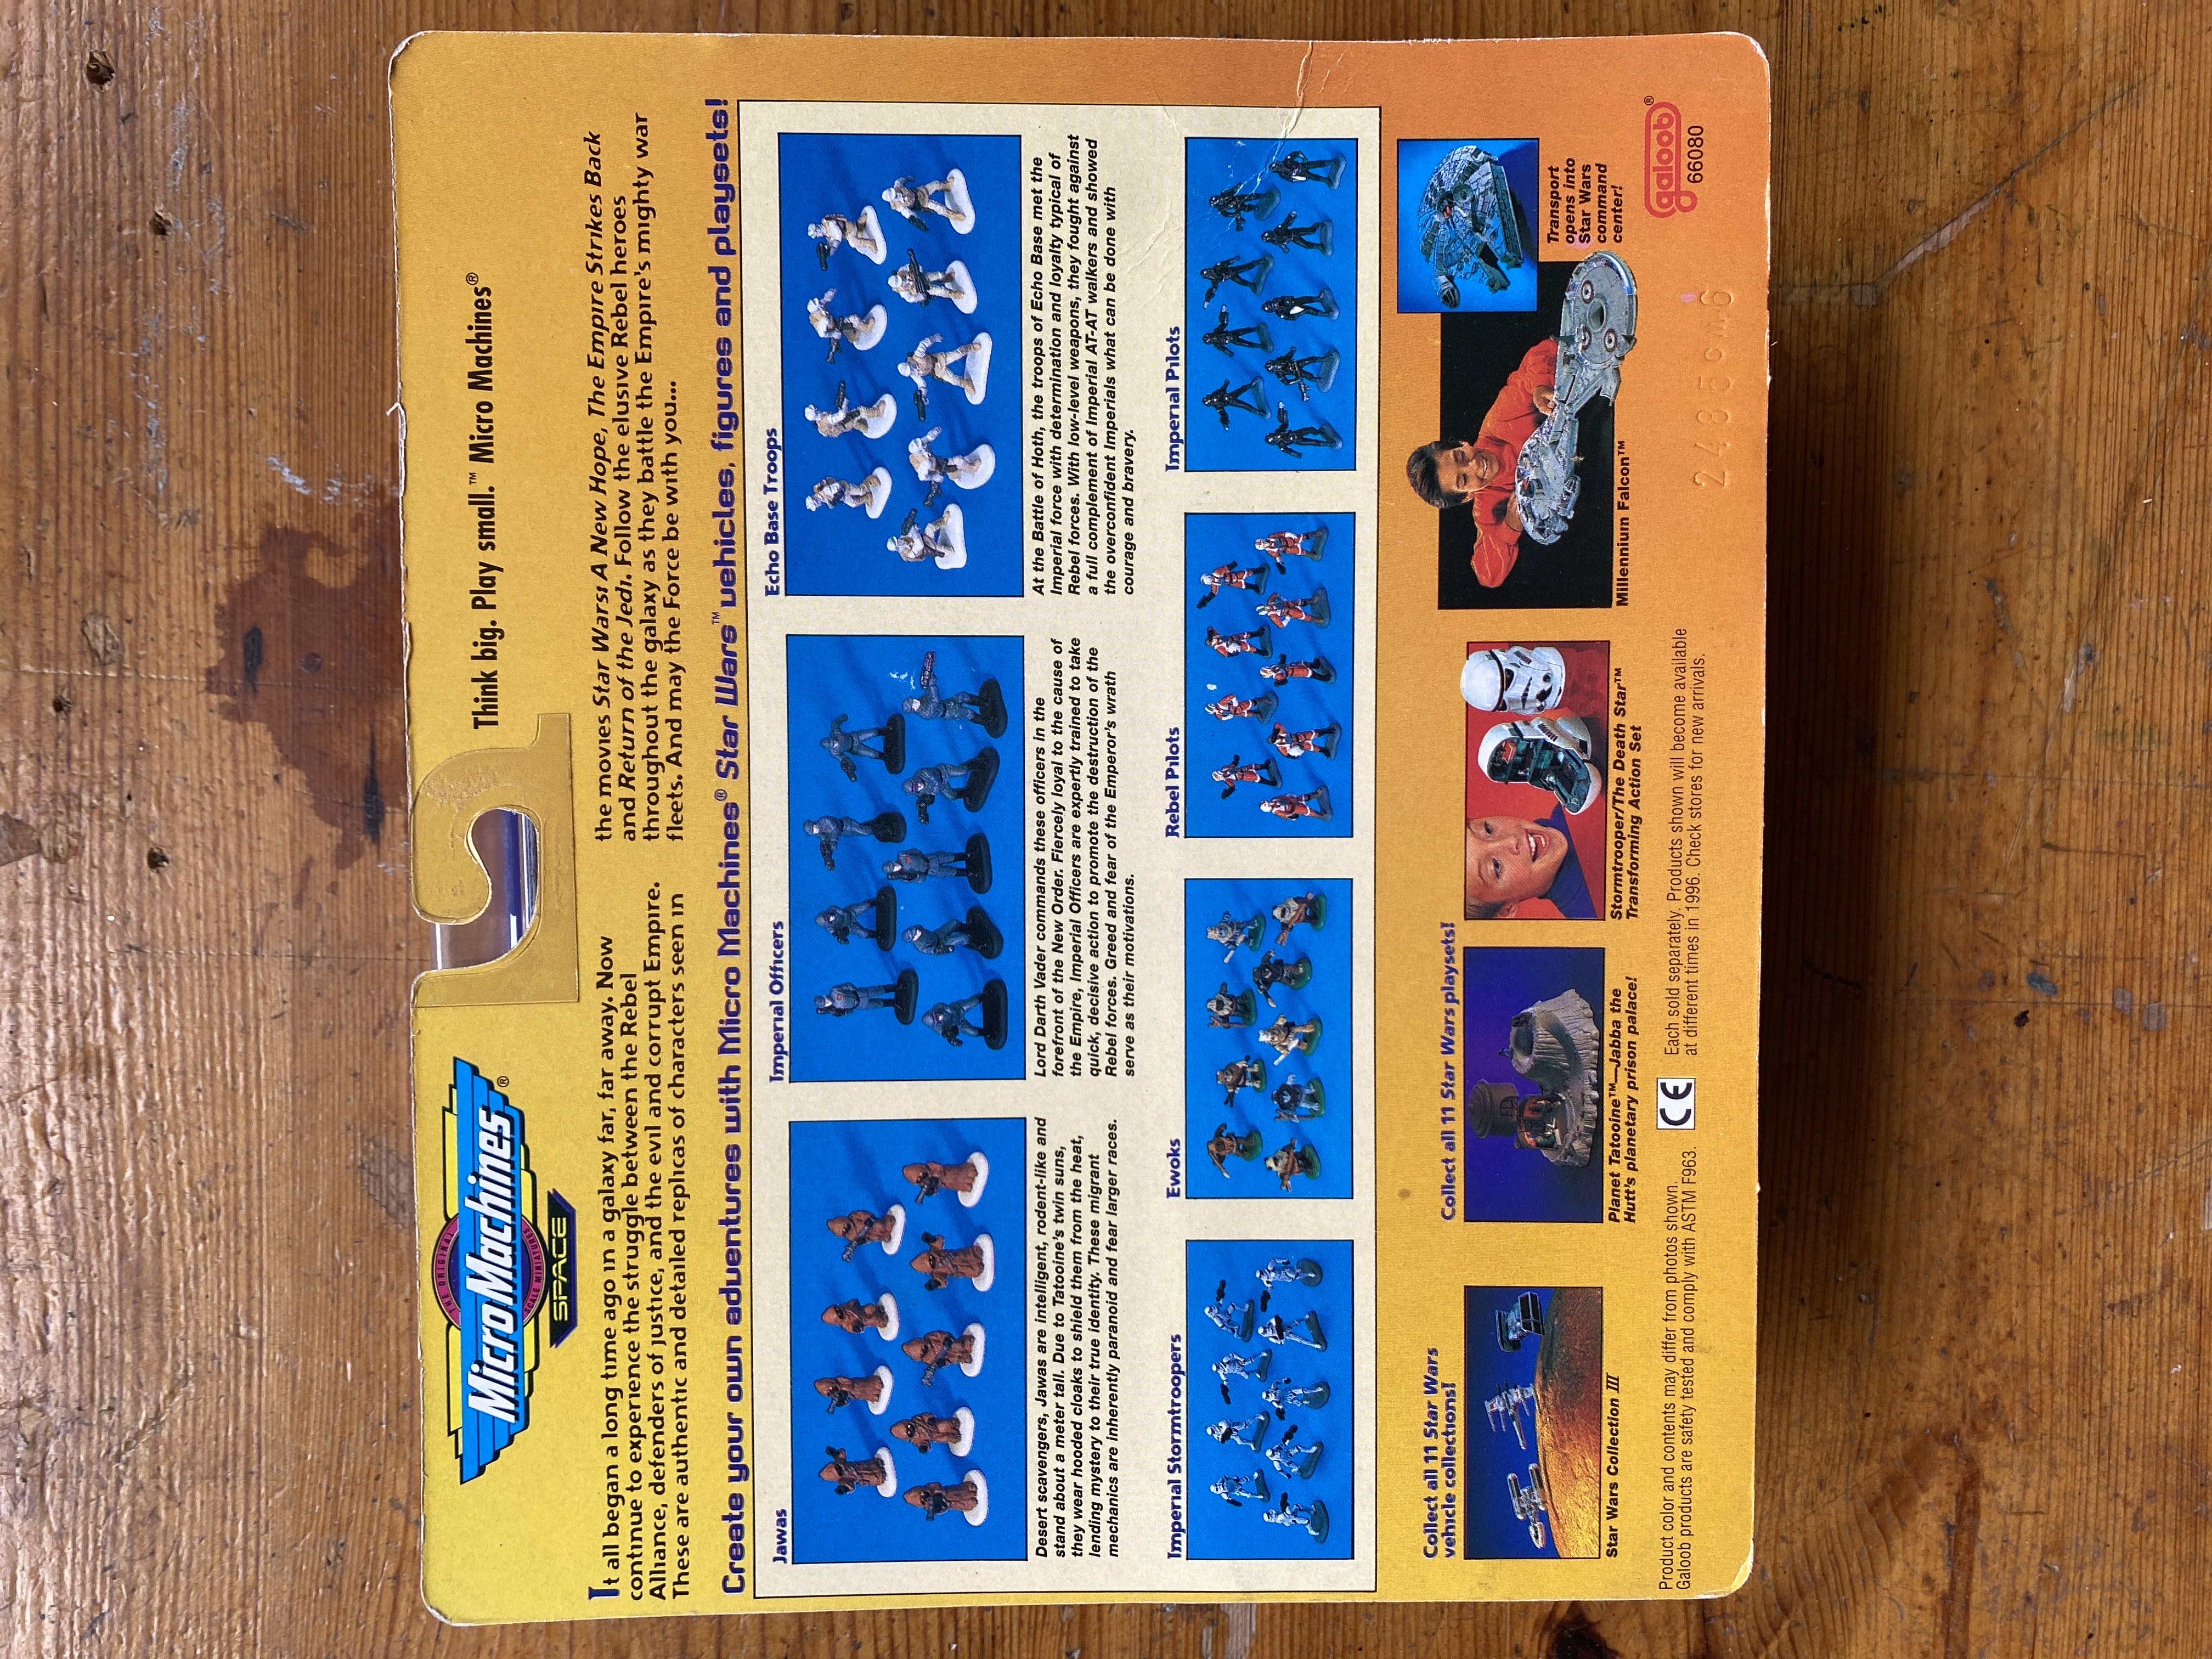 THE ORIGINAL
MicroMachines®
SCALE MINIATURES
SPACE
Think big. Play small.™ Micro Machines®
It all began a long time ago in a galaxy far, far away. Now
continue to experience the struggle between the Rebel
Alliance, defenders of justice, and the evil and corrupt Empire.
These are authentic and detailed replicas of characters seen in
the movies Star Wars: A New Hope, The Empire Strikes Back
and Return of the Jedi. Follow the elusive Rebel heroes
throughout the galaxy as they battle the Empire's mighty war
fleets. And may the Force be with you...
Create your own adventures with Micro Machines® Star Wars™ vehicles, figures and playsets!
Jawas
Desert scavengers, Jawas are intelligent, rodent-like and
stand about a meter tall. Due to Tatooine's twin suns,
they wear hooded cloaks to shield them from the heat,
lending mystery to their true identity. These migrant
mechanics are inherently paranoid and fear larger races.
Imperial Officers
Lord Darth Vader commands these officers in the
forefront of the New Order. Fiercely loyal to the cause of
the Empire, Imperial Officers are expertly trained to take
quick, decisive action to promote the destruction of the
Rebel forces. Greed and fear of the Emperor's wrath
serve as their motivations.
Echo Base Troops
At the Battle of Hoth, the troops of Echo Base met the
Imperial force with determination and loyalty typical of
Rebel forces. With low-level weapons, they fought against
a full complement of Imperial AT-AT walkers and showed
the overconfident Imperials what can be done with
courage and bravery.
Imperial Stormtroopers
Ewoks
Rebel Pilots
Imperial Pilots
Collect all 11 Star Wars
vehicle collections!
Star Wars Collection III
Collect all 11 Star Wars playsets!
Planet Tatooine™—Jabba the
Hutt's planetary prison palace!
Stormtrooper/The Death Star™
Transforming Action Set
Millennium Falcon™
Transport
opens into
Star Wars
command
center!
Product color and contents may differ from photos shown.
Galoob products are safety tested and comply with ASTM F963.
CE
Each sold separately. Products shown will become available
at different times in 1996. Check stores for new arrivals.
galoob®
66080